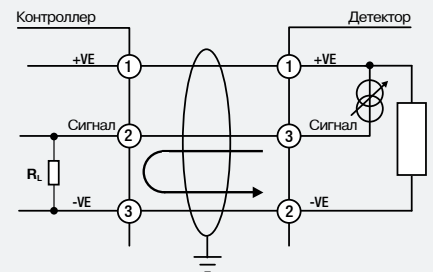 Контроллер Детектор
+VE 1 1 +VE
Сигнал 2 3 Сигнал
RL
-VE 3 2 -VE